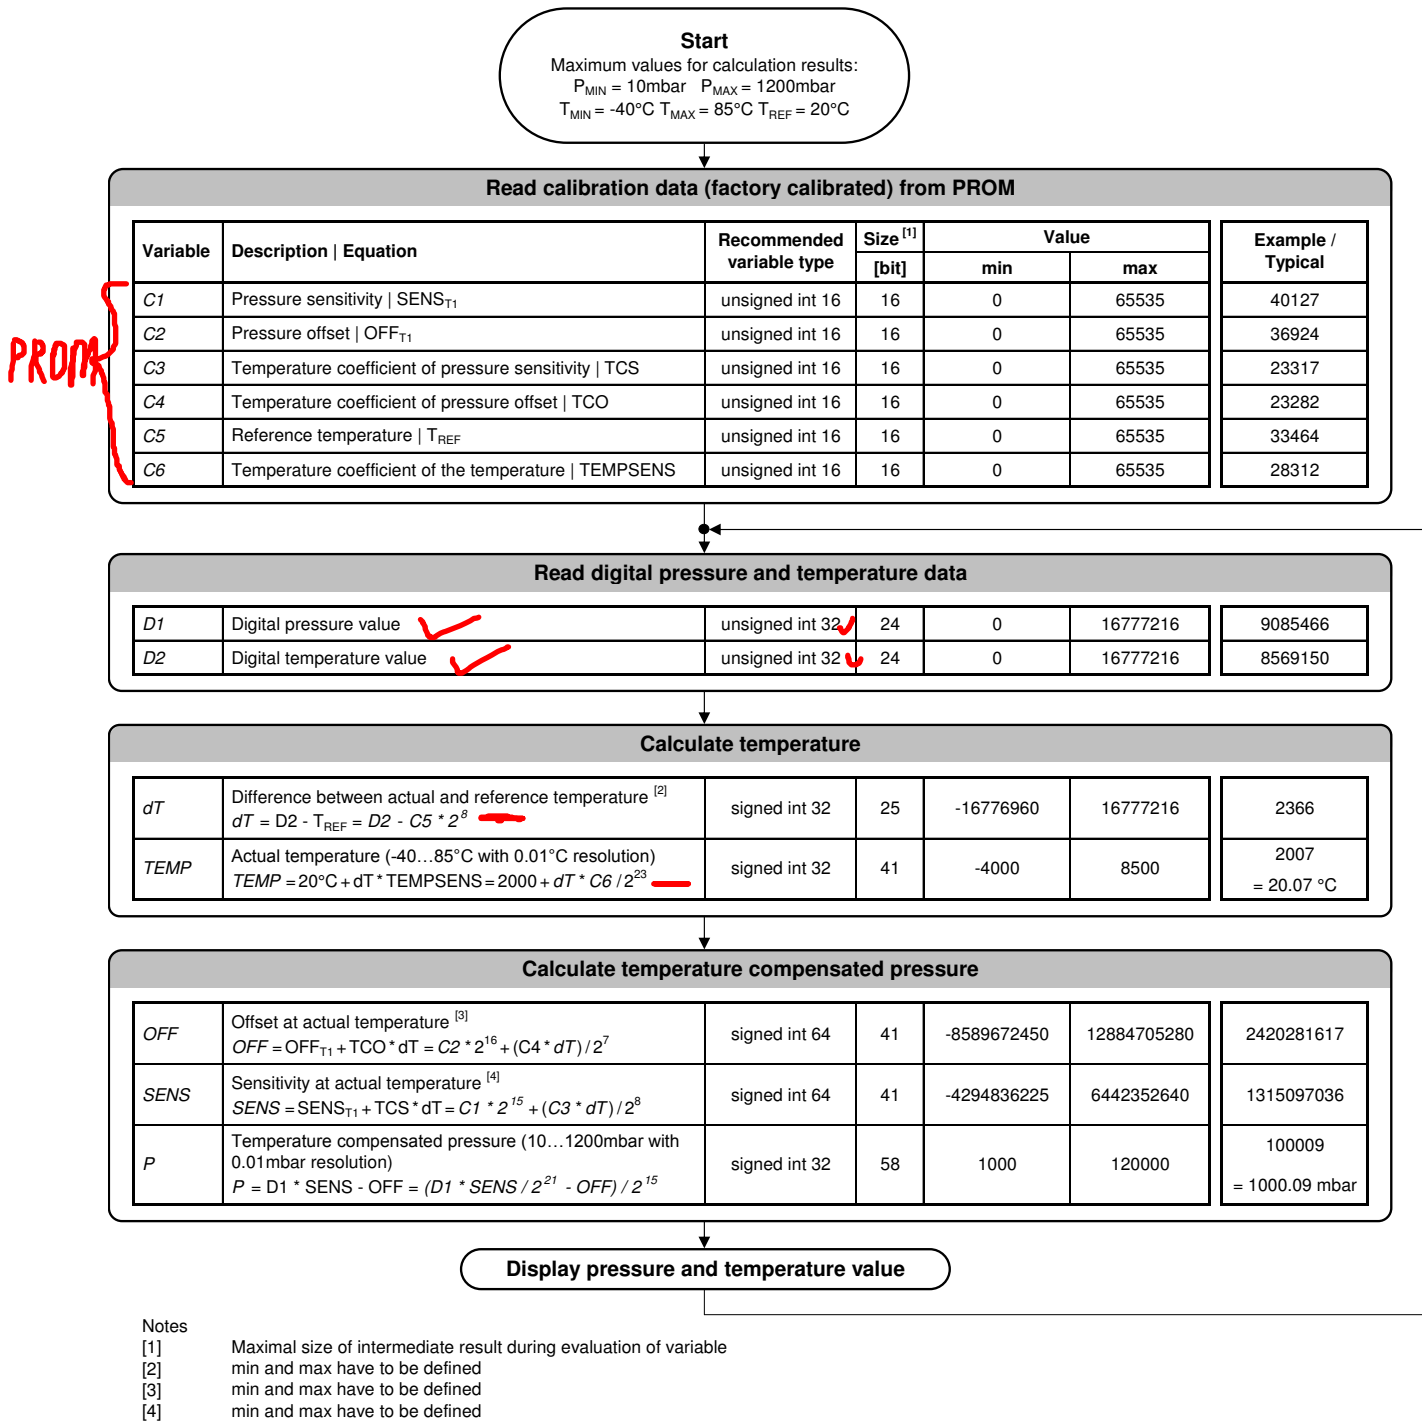 Start
Maximum values for calculation results:
PMIN = 10mbar PMAX = 1200mbar
TMIN = -40°C TMAX = 85°C TREF = 20°C
Read calibration data (factory calibrated) from PROM
Variable Description | Equation Recommended variable type Size [1] [bit] Value min max Example / Typical
PROM
C1 Pressure sensitivity | SENST1 unsigned int 16 16 0 65535 40127
C2 Pressure offset | OFFT1 unsigned int 16 16 0 65535 36924
C3 Temperature coefficient of pressure sensitivity | TCS unsigned int 16 16 0 65535 23317
C4 Temperature coefficient of pressure offset | TCO unsigned int 16 16 0 65535 23282
C5 Reference temperature | TREF unsigned int 16 16 0 65535 33464
C6 Temperature coefficient of the temperature | TEMPSENS unsigned int 16 16 0 65535 28312
Read digital pressure and temperature data
D1 Digital pressure value unsigned int 32 24 0 16777216 9085466
D2 Digital temperature value unsigned int 32 24 0 16777216 8569150
Calculate temperature
dT Difference between actual and reference temperature [2] signed int 32 25 -16776960 16777216 2366
dT = D2 - TREF = D2 - C5 * 2^8
TEMP Actual temperature (-40…85°C with 0.01°C resolution) signed int 32 41 -4000 8500 2007
TEMP = 20°C + dT * TEMPSENS = 2000 + dT * C6 / 2^23 = 20.07 °C
Calculate temperature compensated pressure
OFF Offset at actual temperature [3] signed int 64 41 -8589672450 12884705280 2420281617
OFF = OFFT1 + TCO * dT = C2 * 2^16 + (C4 * dT) / 2^7
SENS Sensitivity at actual temperature [4] signed int 64 41 -4294836225 6442352640 1315097036
SENS = SENST1 + TCS * dT = C1 * 2^15 + (C3 * dT) / 2^8
P Temperature compensated pressure (10…1200mbar with signed int 32 58 1000 120000 100009
0.01mbar resolution)
P = D1 * SENS - OFF = (D1 * SENS / 2^21 - OFF) / 2^15 = 1000.09 mbar
Display pressure and temperature value
Notes
[1] Maximal size of intermediate result during evaluation of variable
[2] min and max have to be defined
[3] min and max have to be defined
[4] min and max have to be defined